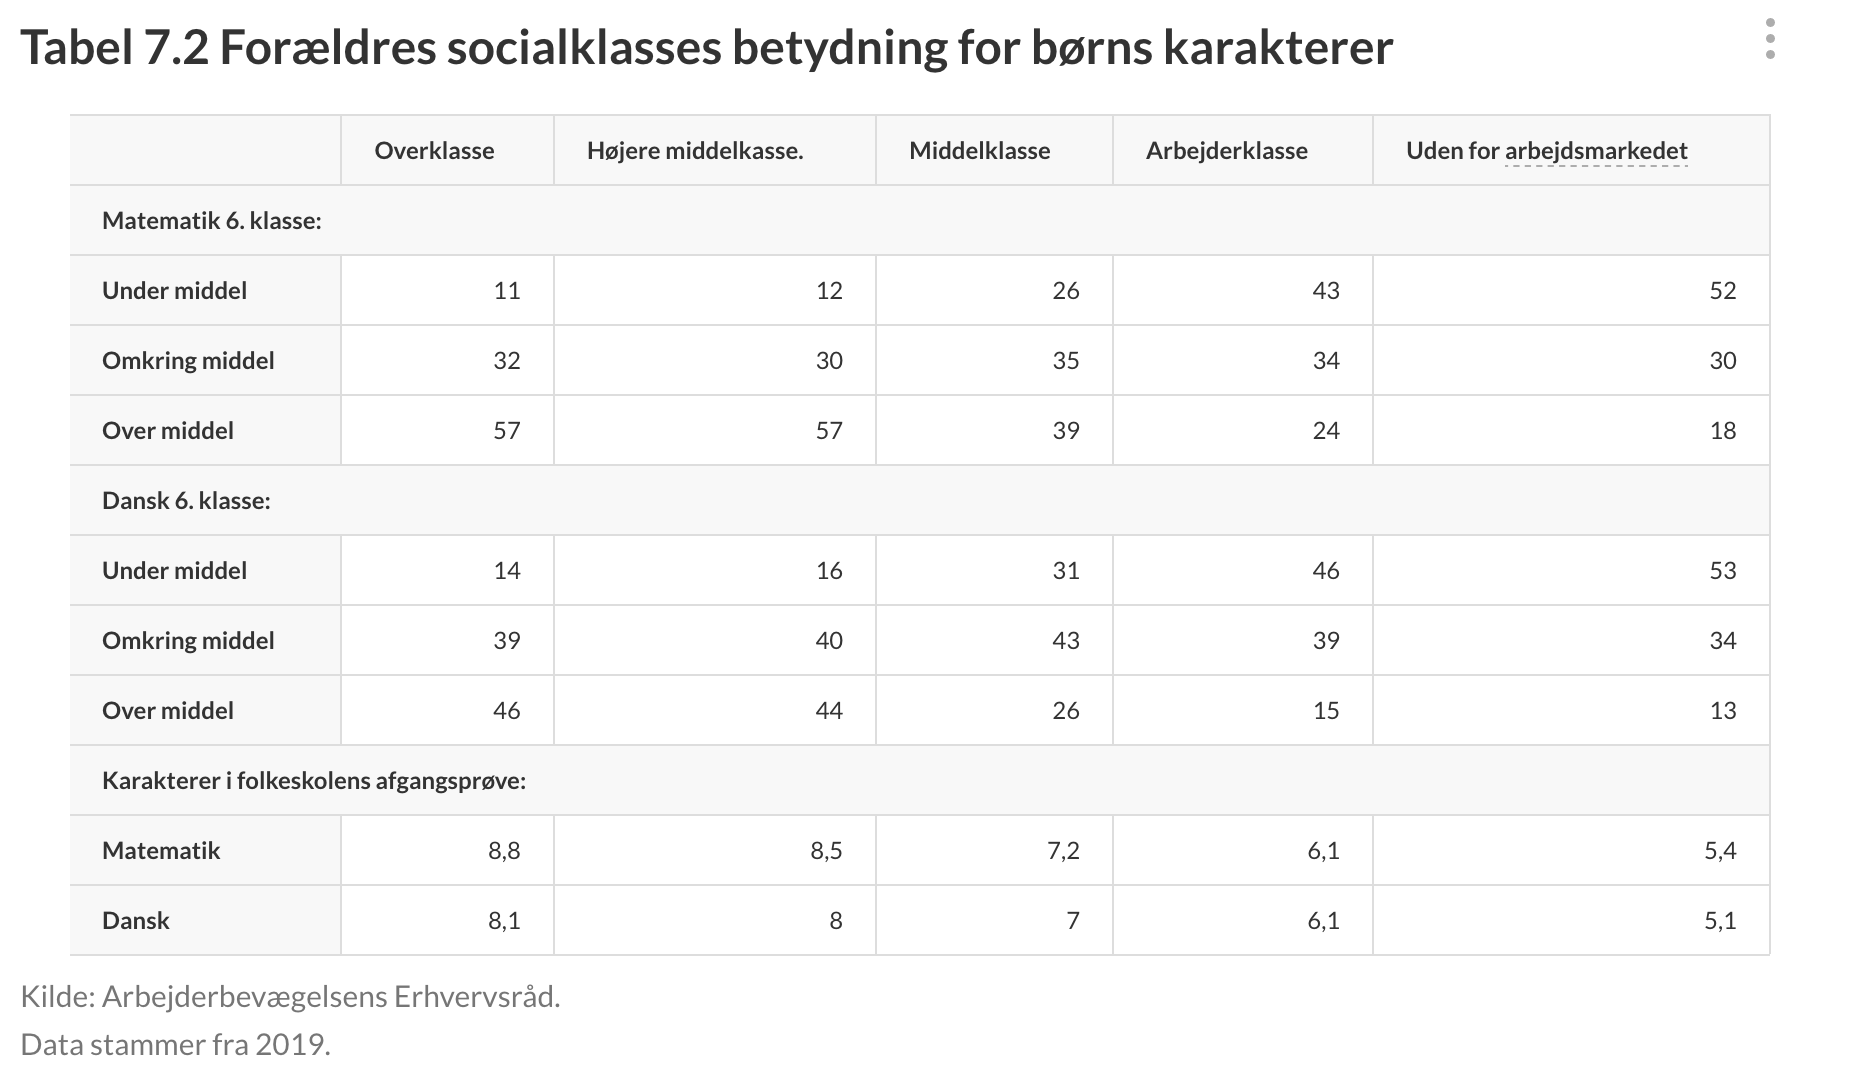 Tabel 7.2 Forældres socialklasses betydning for børns karakterer
Overklasse Højere middelkasse. Middelklasse Arbejderklasse Uden for arbejdsmarkedet
Matematik 6. klasse:
Under middel 11 12 26 43 52
Omkring middel 32 30 35 34 30
Over middel 57 57 39 24 18
Dansk 6. klasse:
Under middel 14 16 31 46 53
Omkring middel 39 40 43 39 34
Over middel 46 44 26 15 13
Karakterer i folkeskolens afgangsprøve:
Matematik 8,8 8,5 7,2 6,1 5,4
Dansk 8,1 8 7 6,1 5,1
Kilde: Arbejderbevægelsens Erhvervsråd.
Data stammer fra 2019.